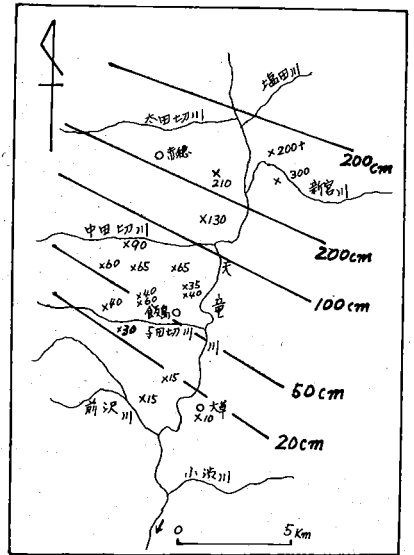 塩田川
太田切川
赤穂
×200+
×300
200cm
×210
新宮川
×130
中田切川
×90
200cm
天
竜
川
×60
×65
×65
100cm
×35
×40
×40
×60
×40
飯島
×30
与田切川
50cm
×15
×15
前沢川
大草
×10
20cm
小渋川
0
5Km